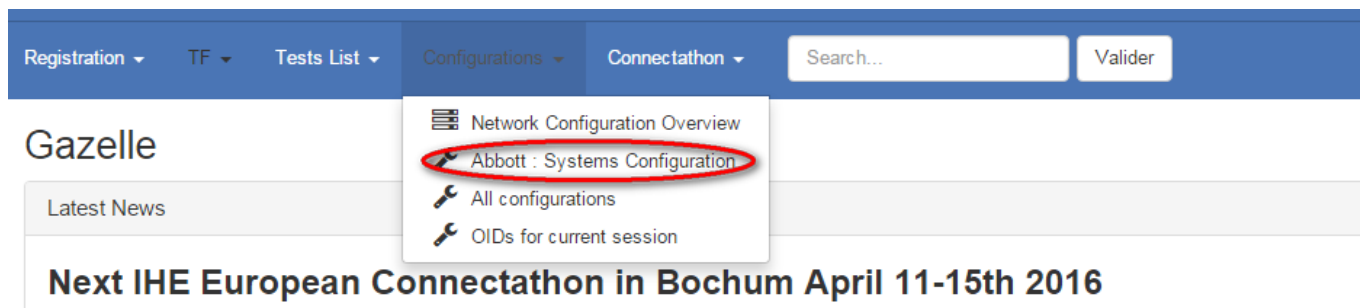 Registration TF Tests List Configurations Connectathon Search... Valider
Network Configuration Overview
Abbott : Systems Configuration
All configurations
OIDs for current session
Gazelle
Latest News
Next IHE European Connectathon in Bochum April 11-15th 2016